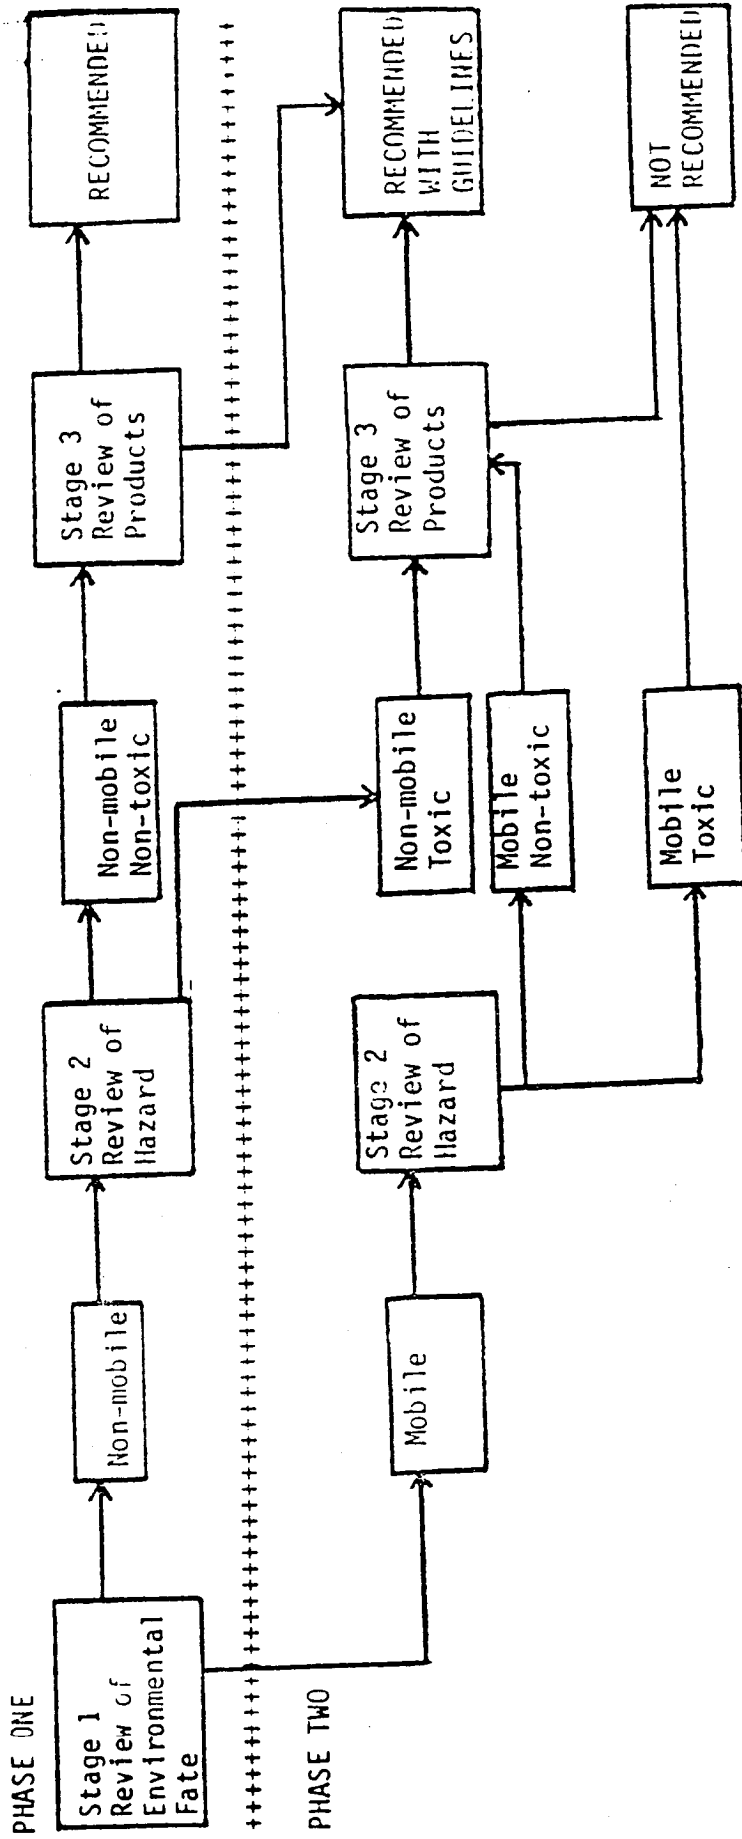 PHASE ONE
Stage 1
Review of
Environmental
Fate
Non-mobile
Stage 2
Review of
Hazard
Non-mobile
Non-toxic
Stage 3
Review of
Products
RECOMMENDED
PHASE TWO
Mobile
Stage 2
Review of
Hazard
Non-mobile
Toxic
Mobile
Non-toxic
Mobile
Toxic
Stage 3
Review of
Products
RECOMMENDED
WITH
GUIDELINES
NOT
RECOMMENDED